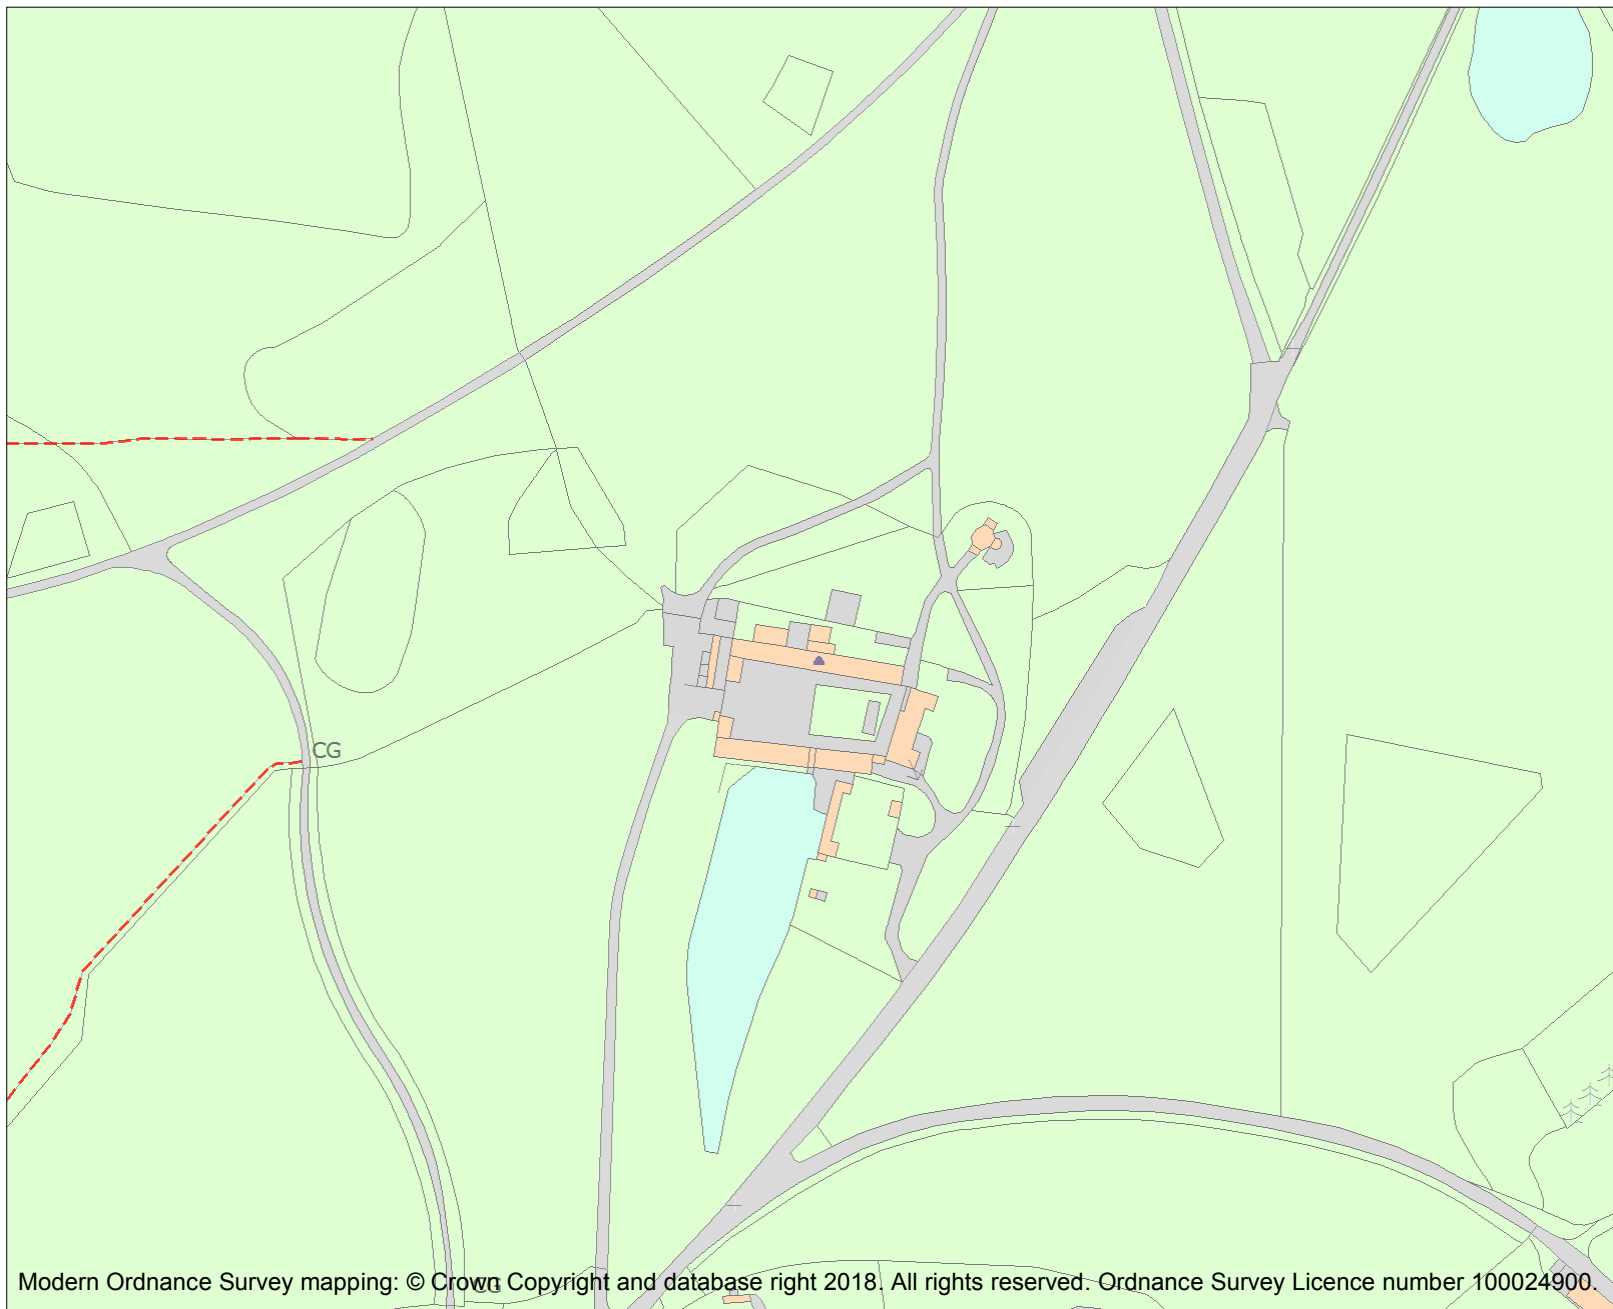 CG
CG
Modern Ordnance Survey mapping: © Crown Copyright and database right 2018. All rights reserved. Ordnance Survey Licence number 100024900.